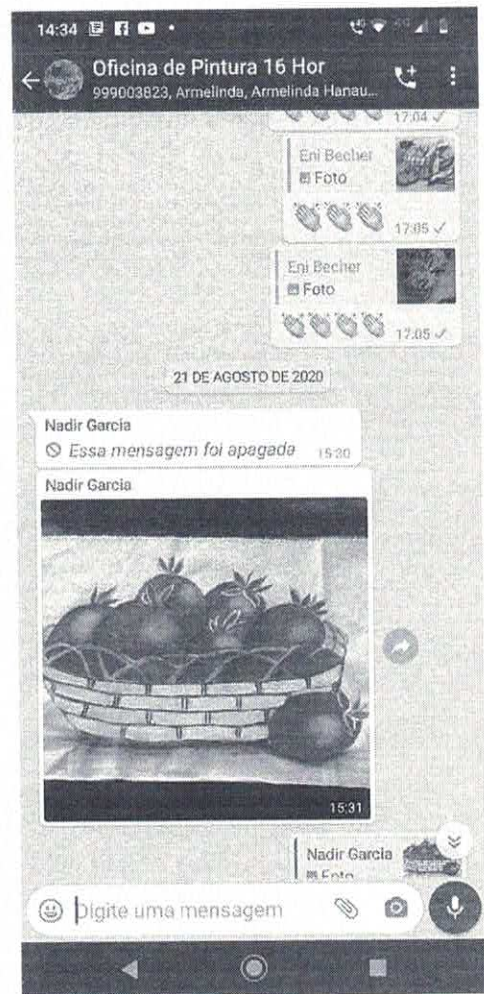 14:34
Oficina de Pintura 16 Hor
999003823, Armelinda, Armelinda Hanau...
17:04
Eni Becher
Foto
17:05
Eni Becher
Foto
17:05
21 DE AGOSTO DE 2020
Nadir Garcia
Essa mensagem foi apagada 15:30
Nadir Garcia
15:31
Nadir Garcia
Foto
Digite uma mensagem